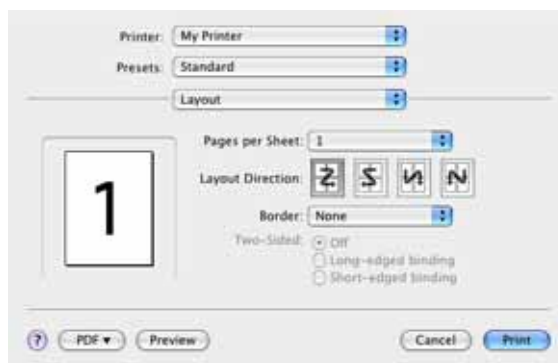 Printer: My Printer
Presets: Standard
Layout
Pages per Sheet: 1
Layout Direction:
Border: None
Two-Sided: Off
Long-edged binding
Short-edged binding
1
? PDF▼ Preview Cancel Print